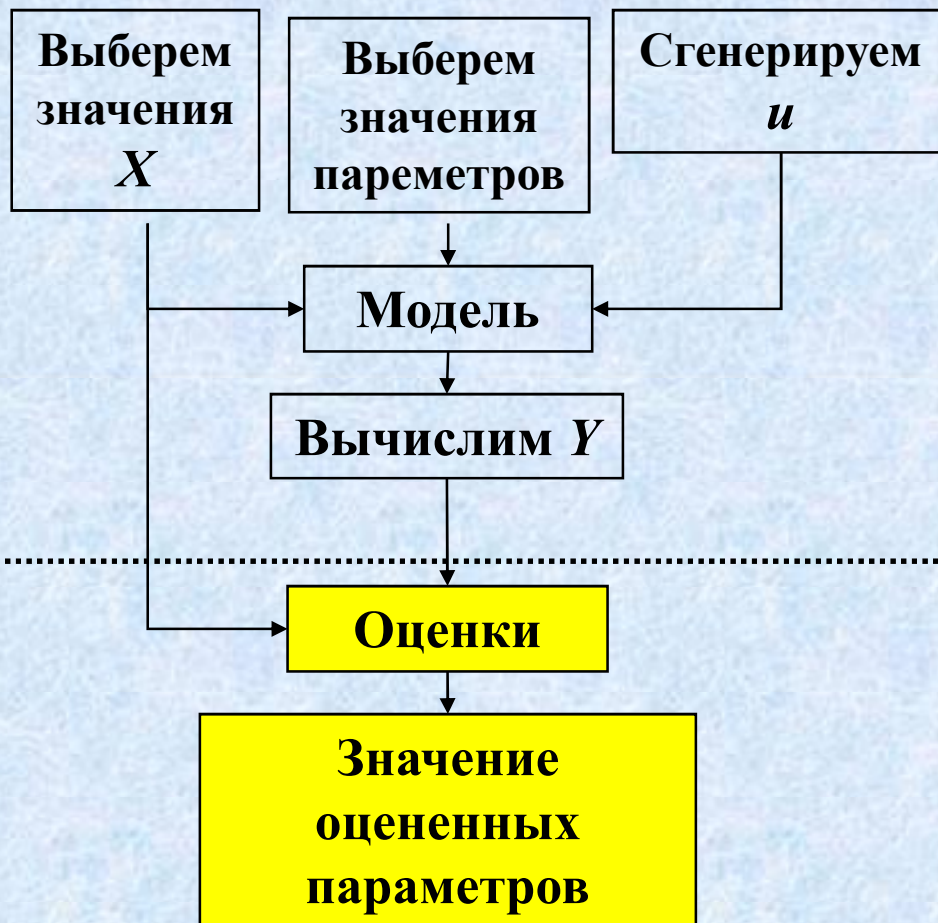 Выберем
значения
X
Выберем
значения
пареметров
Сгенерируем
u
Модель
Вычислим Y
Оценки
Значение
оцененных
параметров